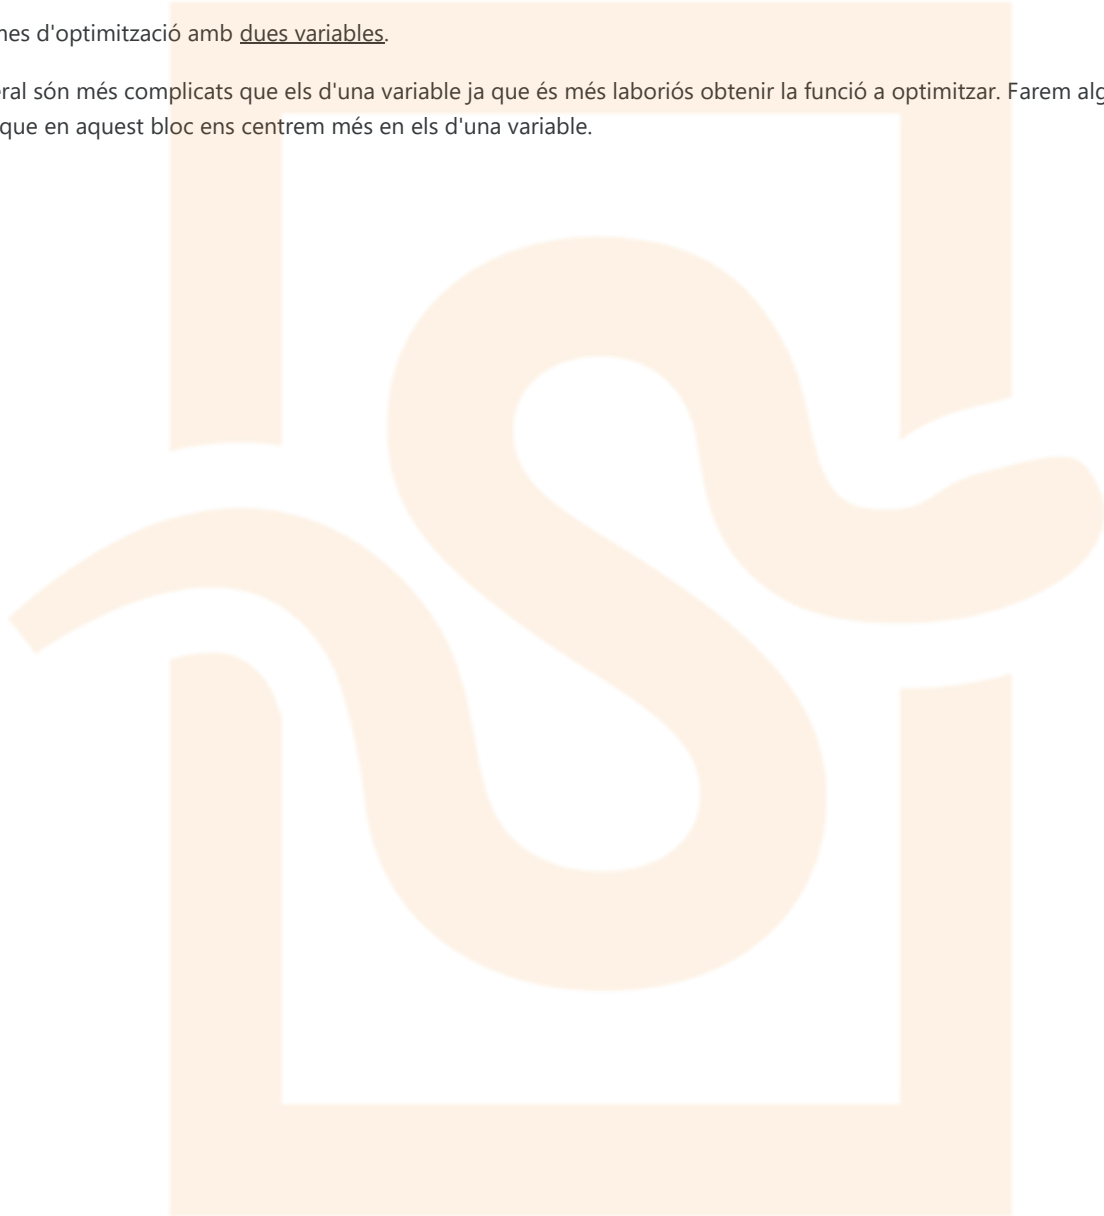 nes d'optimització amb dues variables.
eral són més complicats que els d'una variable ja que és més laboriós obtenir la funció a optimitzar. Farem alg
que en aquest bloc ens centrem més en els d'una variable.